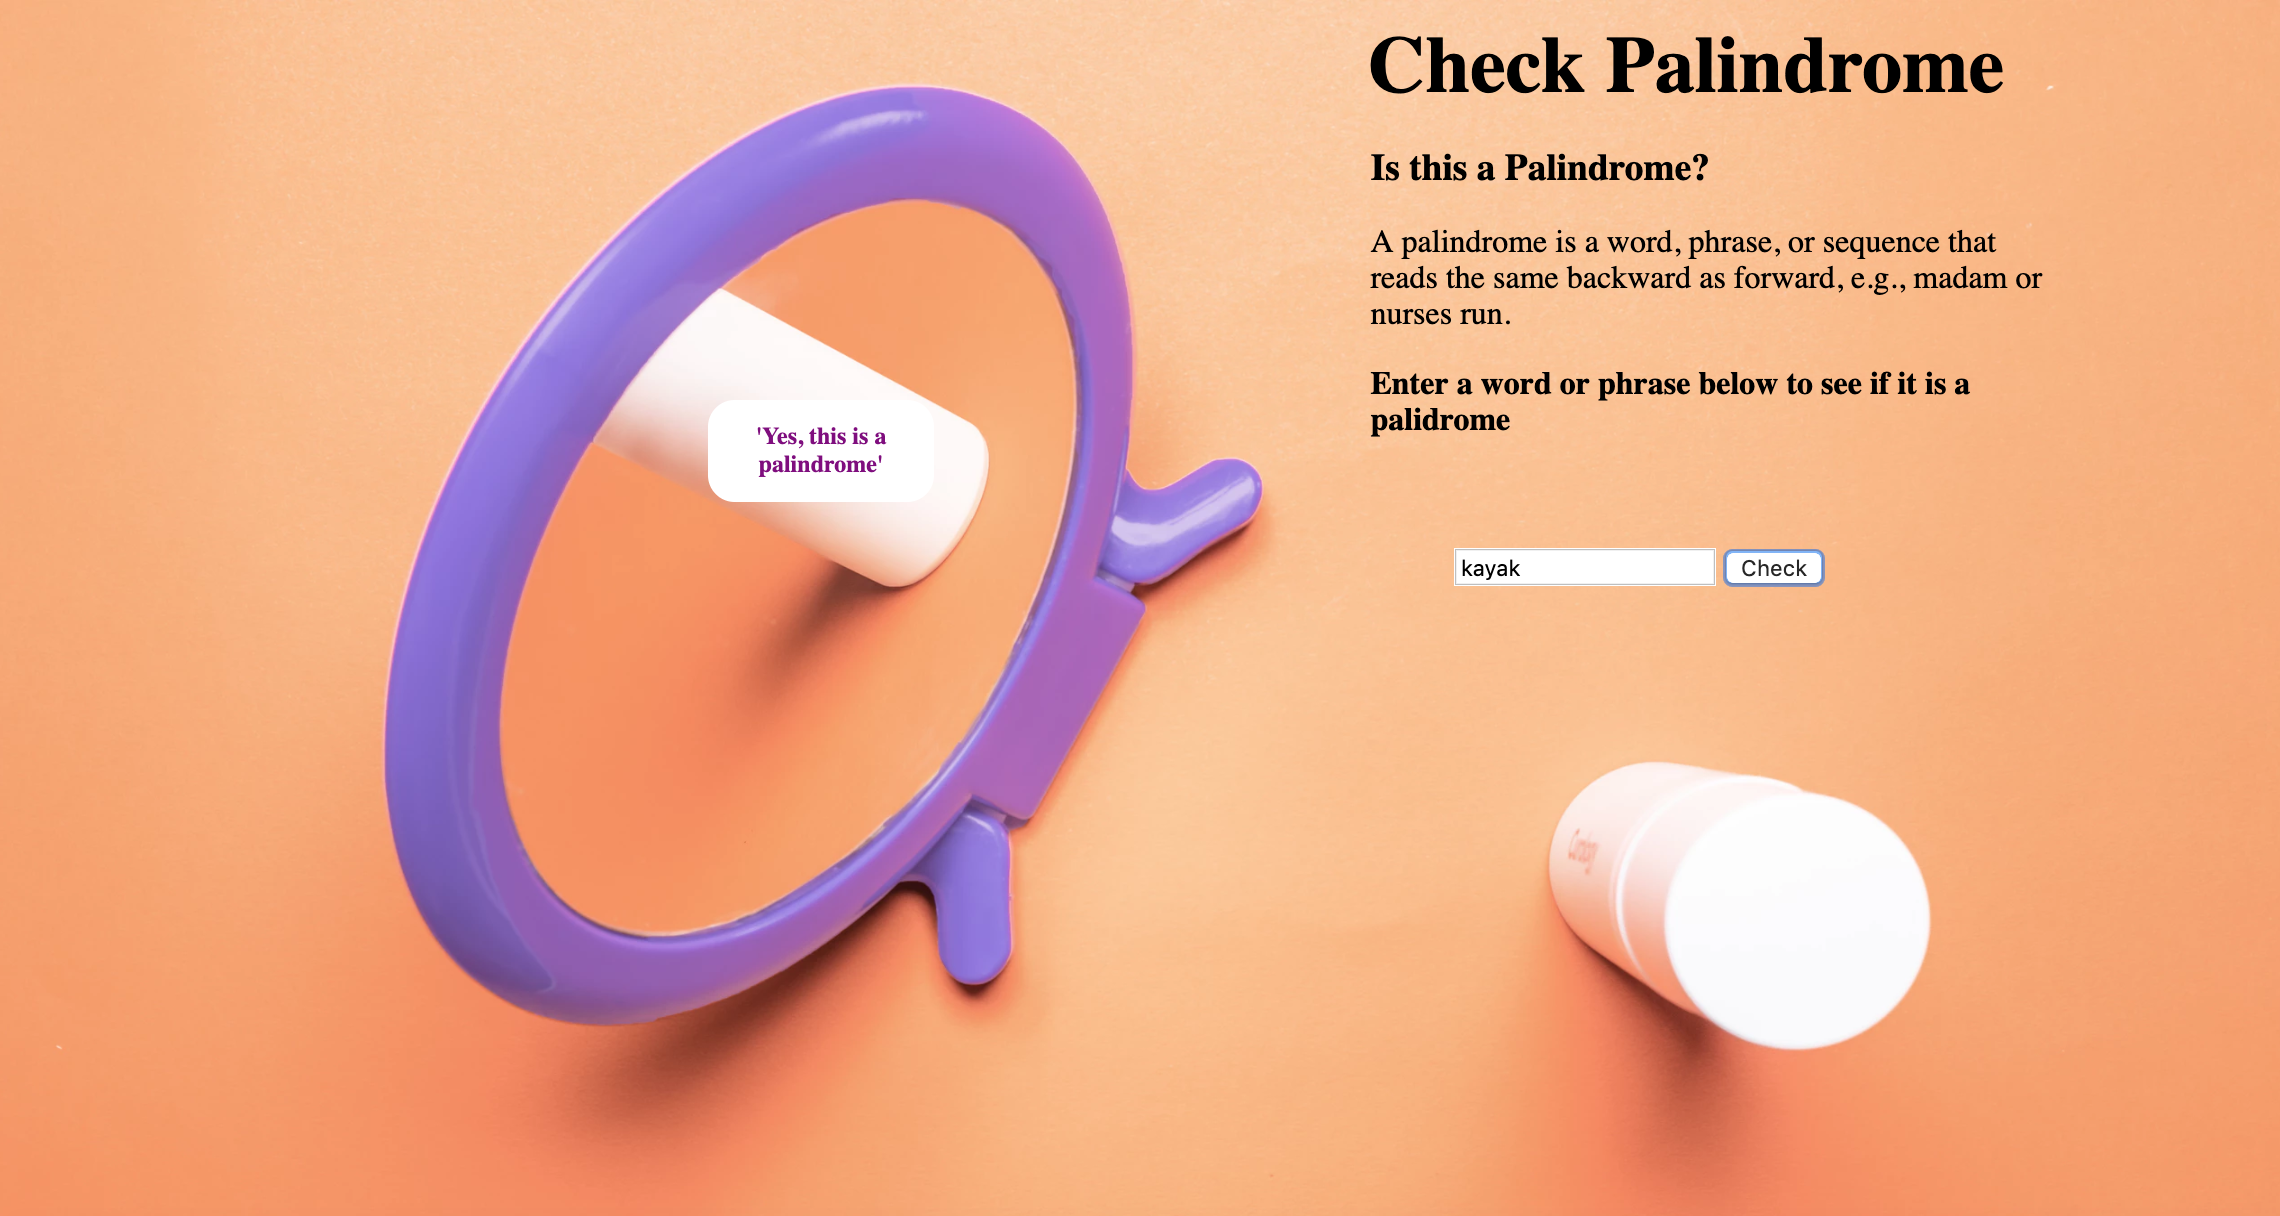 Check Palindrome
Is this a Palindrome?
A palindrome is a word, phrase, or sequence that
reads the same backward as forward, e.g., madam or
nurses run.
Enter a word or phrase below to see if it is a
palidrome
'Yes, this is a
palindrome'
kayak Check